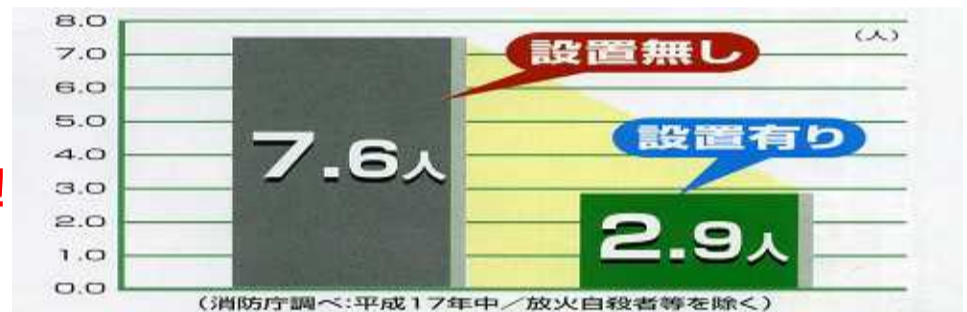 8.0
(人)
7.0
設置無し
6.0
5.0
設置有り
4.0
7.6人
!
3.0
2.0
2.9人
1.0
0.0
(消防庁調べ:平成17年中/放火自殺者等を除く)